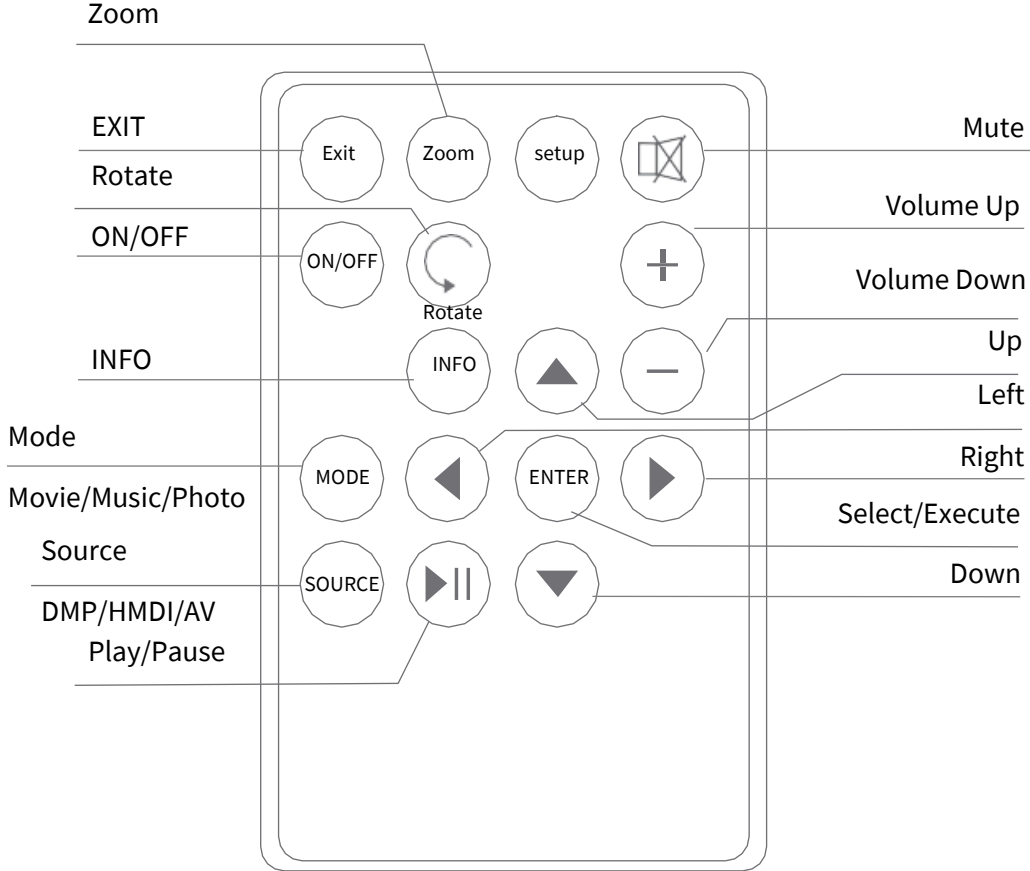 Zoom
EXIT
Exit
Zoom
setup
Mute
Rotate
Volume Up
ON/OFF
ON/OFF
Rotate
Volume Down
INFO
INFO
Up
Left
Mode
MODE
ENTER
Right
Movie/Music/Photo
Select/Execute
Source
SOURCE
Down
DMP/HMDI/AV
Play/Pause